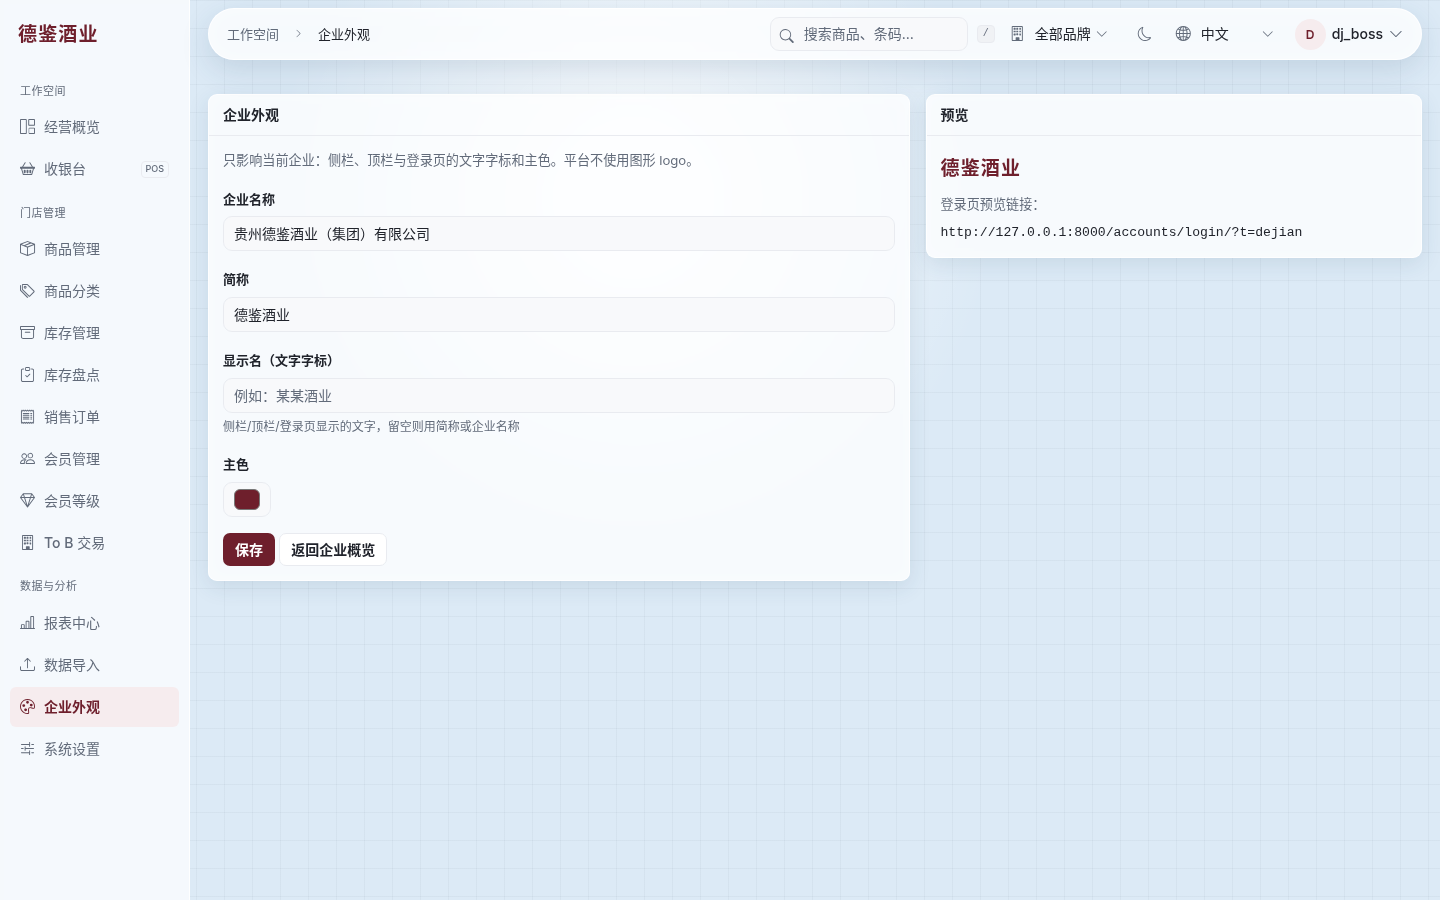 德鉴酒业
工作空间
经营概览
收银台 POS
门店管理
商品管理
商品分类
库存管理
库存盘点
销售订单
会员管理
会员等级
To B 交易
数据与分析
报表中心
数据导入
企业外观
系统设置
工作空间 企业外观 搜索商品、条码... / 全部品牌 中文 D dj_boss
企业外观
只影响当前企业：侧栏、顶栏与登录页的文字字标和主色。平台不使用图形 logo。
企业名称
贵州德鉴酒业（集团）有限公司
简称
德鉴酒业
显示名（文字字标）
例如：某某酒业
侧栏/顶栏/登录页显示的文字，留空则用简称或企业名称
主色
保存 返回企业概览
预览
德鉴酒业
登录页预览链接：
http://127.0.0.1:8000/accounts/login/?t=dejian